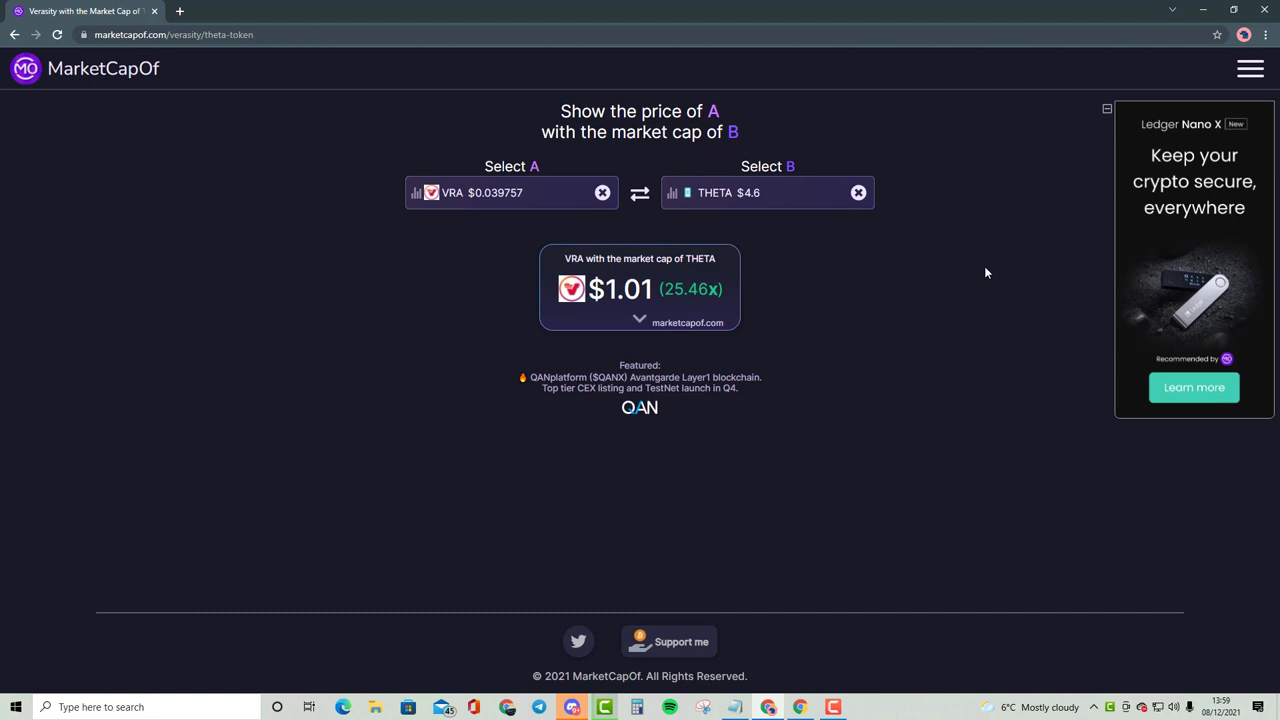 Verasity with the Market Cap of T
marketcapof.com/verasity/theta-token
MO MarketCapOf
Show the price of A
with the market cap of B
Select A
Select B
VRA $0.039757
THETA $4.6
VRA with the market cap of THETA
$1.01 (25.46x)
marketcapof.com
Featured:
🔥 QANplatform ($QANX) Avantgarde Layer1 blockchain.
Top tier CEX listing and TestNet launch in Q4.
QAN
Ledger Nano X New
Keep your
crypto secure,
everywhere
Recommended by MO
Learn more
Support me
© 2021 MarketCapOf. All Rights Reserved.
Type here to search
45
6°C Mostly cloudy
13:59
08/12/2021